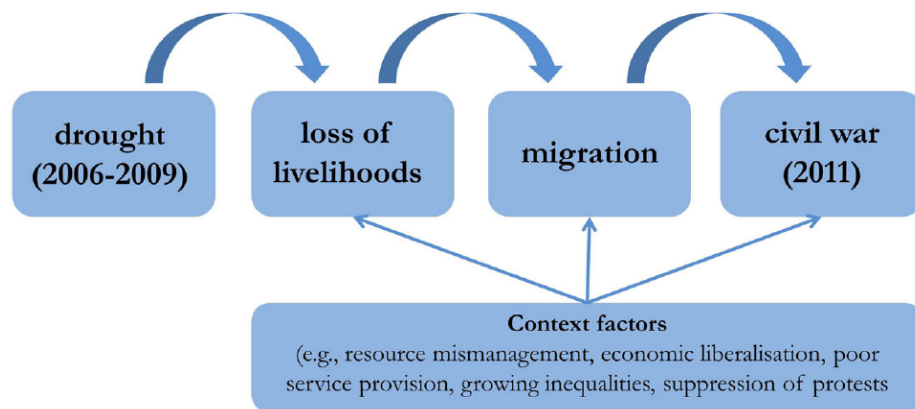 drought
(2006-2009)
loss of
livelihoods
migration
civil war
(2011)
Context factors
(e.g., resource mismanagement, economic liberalisation, poor
service provision, growing inequalities, suppression of protests